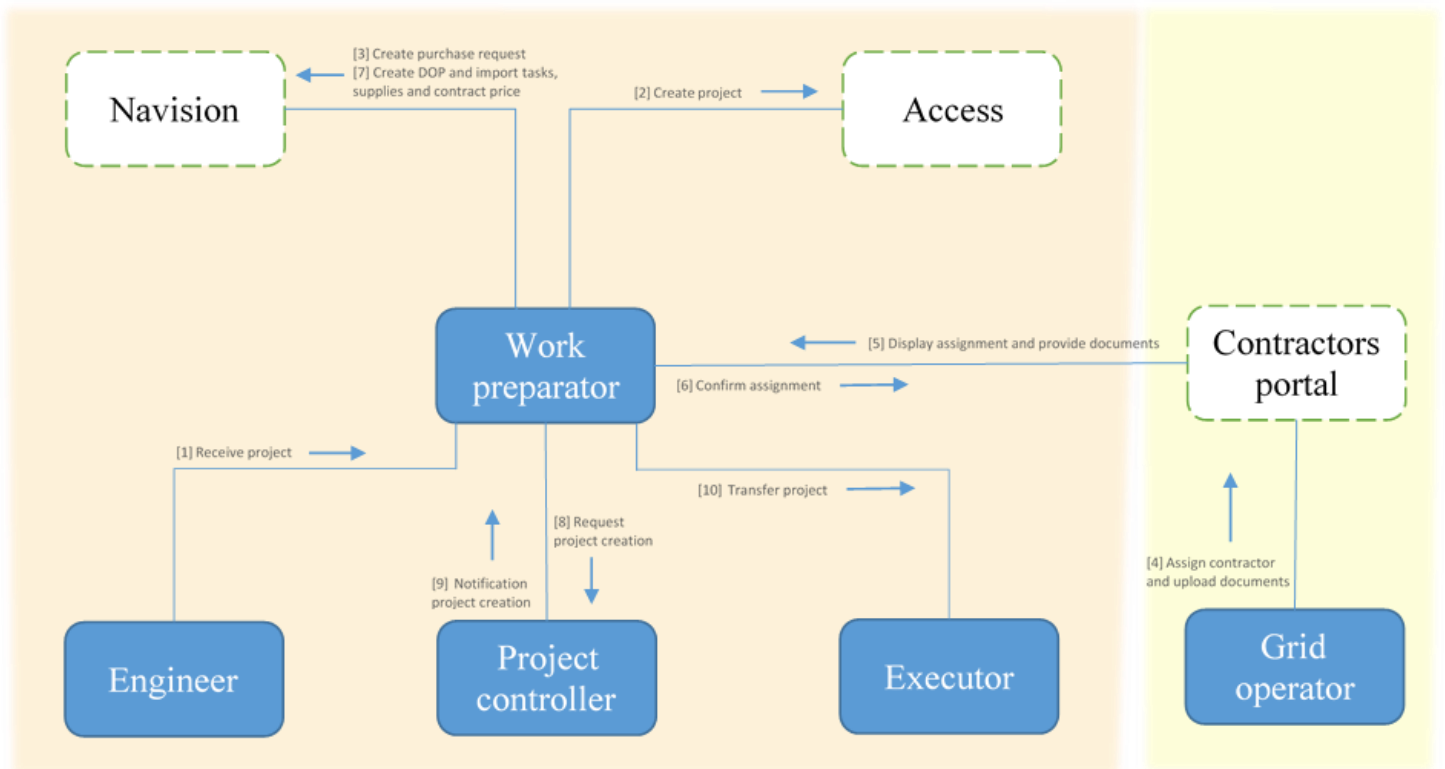 [3] Create purchase request
[7] Create DOP and import tasks,
supplies and contract price
[2] Create project
Navision
Access
Work
preparator
[5] Display assignment and provide documents
[6] Confirm assignment
Contractors
portal
[1] Receive project
[10] Transfer project
[8] Request
project creation
[9] Notification
project creation
[4] Assign contractor
and upload documents
Engineer
Project
controller
Executor
Grid
operator